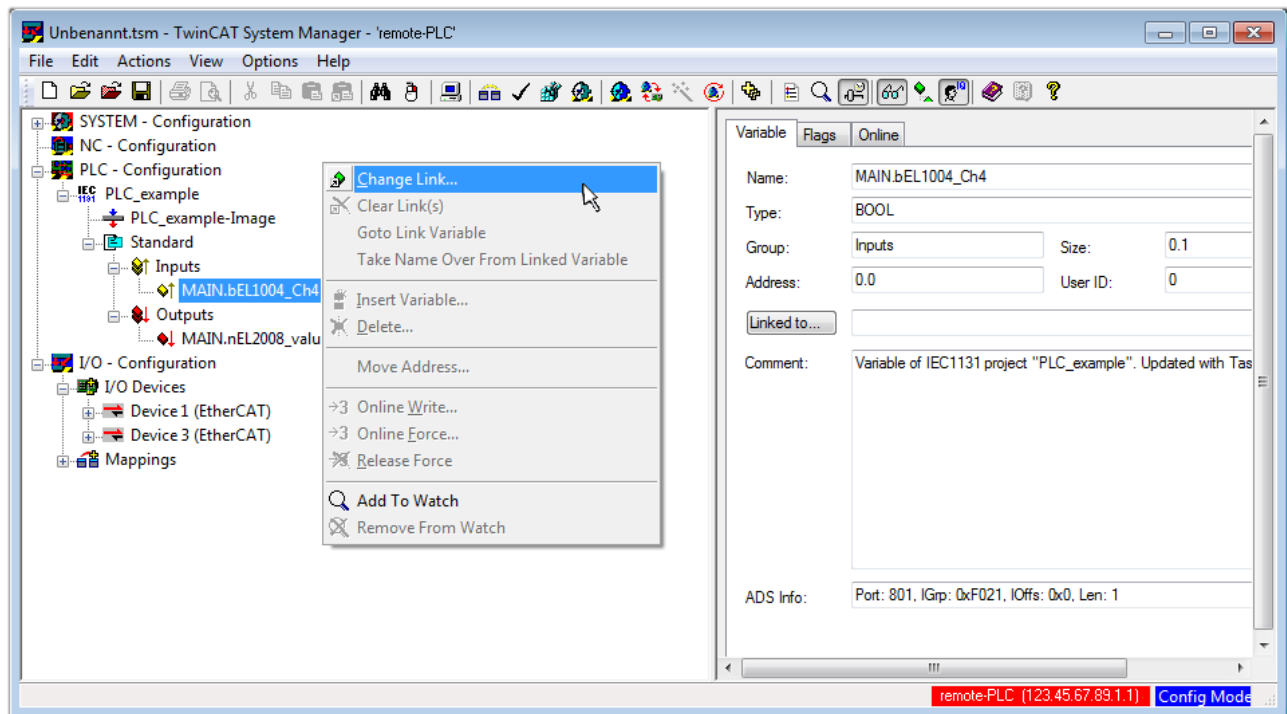 Unbenannt.tsm - TwinCAT System Manager - 'remote-PLC'
File Edit Actions View Options Help
SYSTEM - Configuration
NC - Configuration
PLC - Configuration
IEC
1131
PLC_example
PLC_example-Image
Standard
Inputs
MAIN.bEL1004_Ch4
Outputs
MAIN.nEL2008_valu
I/O - Configuration
I/O Devices
Device 1 (EtherCAT)
Device 3 (EtherCAT)
Mappings
Change Link...
Clear Link(s)
Goto Link Variable
Take Name Over From Linked Variable
Insert Variable...
Delete...
Move Address...
→3 Online Write...
→3 Online Force...
Release Force
Add To Watch
Remove From Watch
Variable Flags Online
Name: MAIN.bEL1004_Ch4
Type: BOOL
Group: Inputs Size: 0.1
Address: 0.0 User ID: 0
Linked to...
Comment: Variable of IEC1131 project "PLC_example". Updated with Tas
ADS Info: Port: 801, IGrp: 0xF021, IOffs: 0x0, Len: 1
remote-PLC (123.45.67.89.1.1) Config Mode